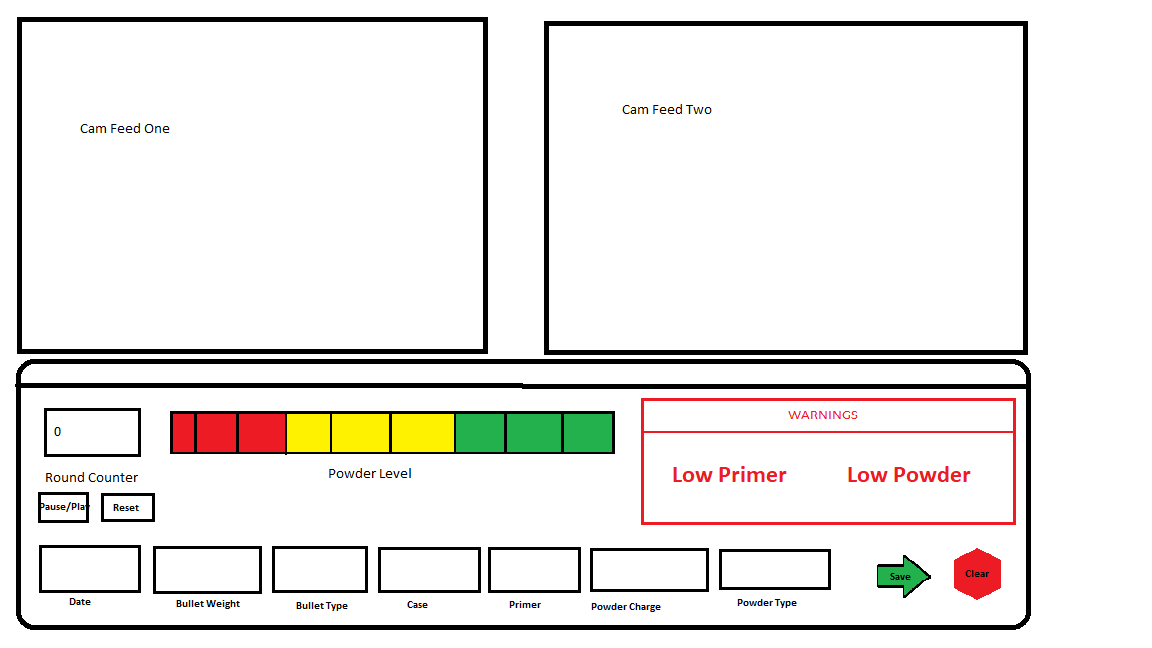 Cam Feed One
Cam Feed Two
0
WARNINGS
Round Counter
Powder Level
Low Primer
Low Powder
Pause/Play
Reset
Save
Clear
Date
Bullet Weight
Bullet Type
Case
Primer
Powder Charge
Powder Type